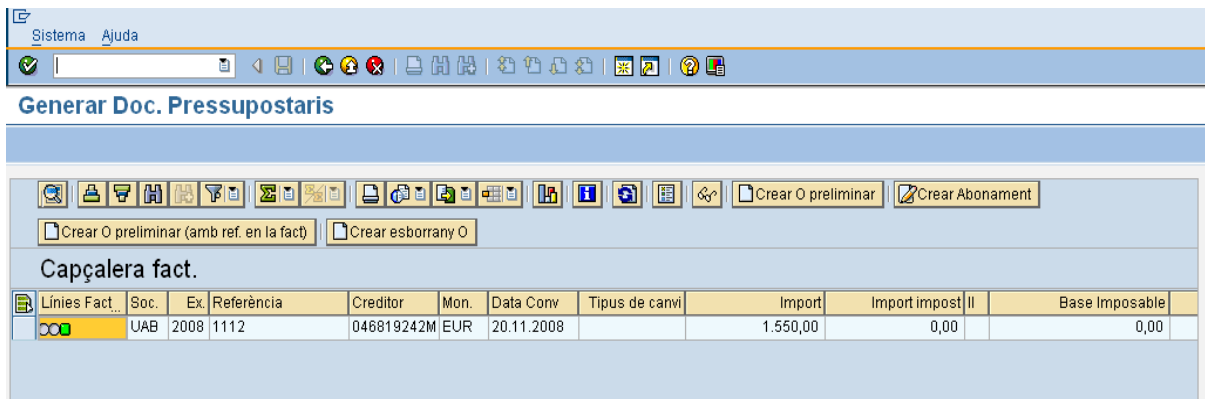 Sistema Ajuda
Generar Doc. Pressupostaris
Crear O preliminar Crear Abonament
Crear O preliminar (amb ref. en la fact) Crear esborrany O
Capçalera fact.
Línies Fact... Soc. Ex. Referència Creditor Mon. Data Conv Tipus de canvi Import Import impost II Base Imposable
UAB 2008 1112 046819242M EUR 20.11.2008 1.550,00 0,00 0,00